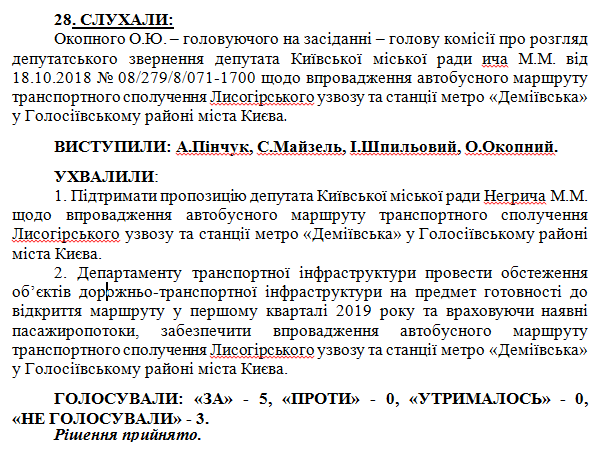 28. СЛУХАЛИ:
Окопного О.Ю. – головуючого на засіданні – голову комісії про розгляд
депутатського звернення депутата Київської міської ради ича М.М. від
18.10.2018 № 08/279/8/071-1700 щодо впровадження автобусного маршруту
транспортного сполучення Лисогірського узвозу та станції метро «Деміївська»
у Голосіївському районі міста Києва.
ВИСТУПИЛИ: А.Пінчук, С.Майзель, І.Шпильовий, О.Окопний.
УХВАЛИЛИ:
1. Підтримати пропозицію депутата Київської міської ради Негрича М.М.
щодо впровадження автобусного маршруту транспортного сполучення
Лисогірського узвозу та станції метро «Деміївська» у Голосіївському районі
міста Києва.
2. Департаменту транспортної інфраструктури провести обстеження
об’єктів дорожньо-транспортної інфраструктури на предмет готовності до
відкриття маршруту у першому кварталі 2019 року та враховуючи наявні
пасажиропотоки, забезпечити впровадження автобусного маршруту
транспортного сполучення Лисогірського узвозу та станції метро «Деміївська»
у Голосіївському районі міста Києва.
ГОЛОСУВАЛИ: «ЗА» - 5, «ПРОТИ» - 0, «УТРИМАЛОСЬ» - 0,
«НЕ ГОЛОСУВАЛИ» - 3.
Рішення прийнято.